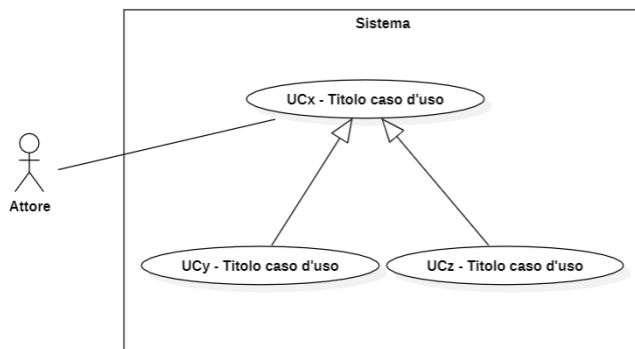 Sistema
UCx - Titolo caso d'uso
Attore
UCy - Titolo caso d'uso
UCz - Titolo caso d'uso